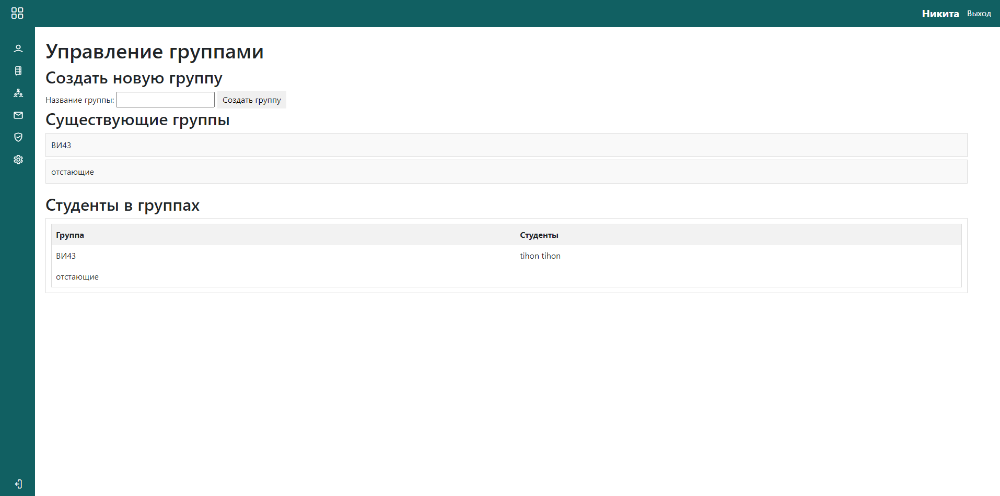 Никита Выход
Управление группами
Создать новую группу
Название группы: Создать группу
Существующие группы
ВИ43
отстающие
Студенты в группах
Группа Студенты
ВИ43 tihon tihon
отстающие